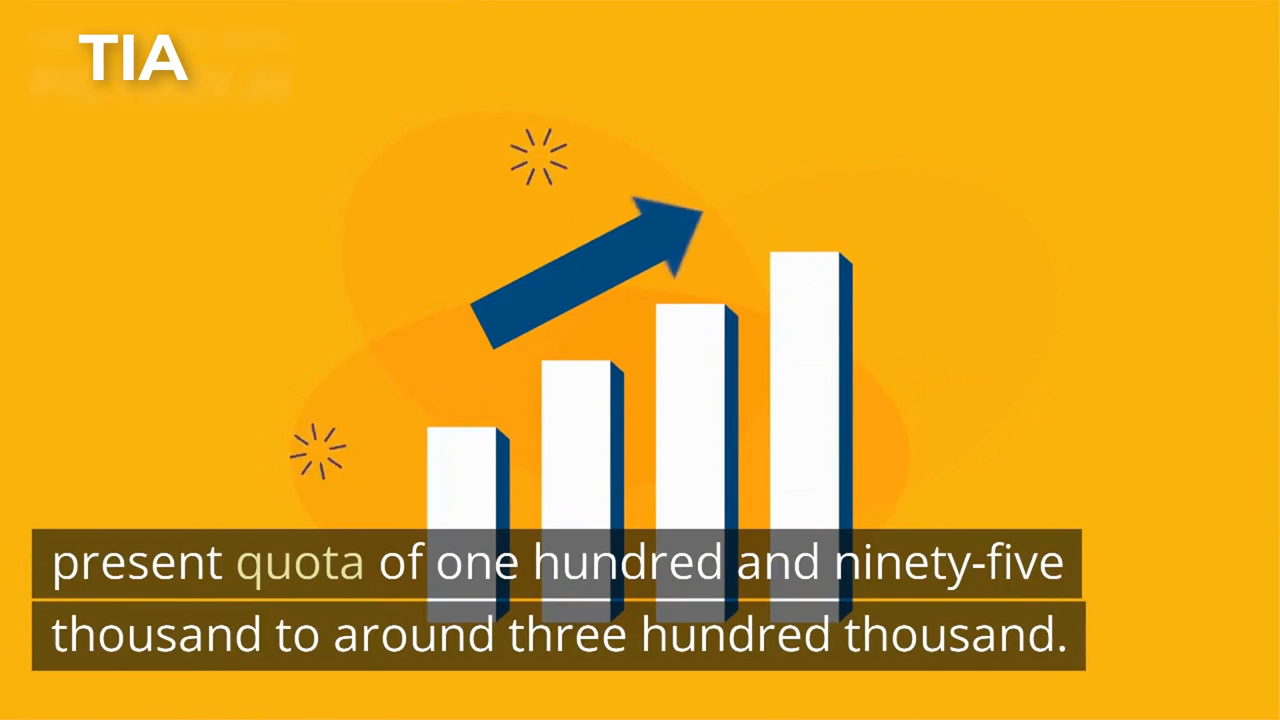 TIA
present quota of one hundred and ninety-five
thousand to around three hundred thousand.